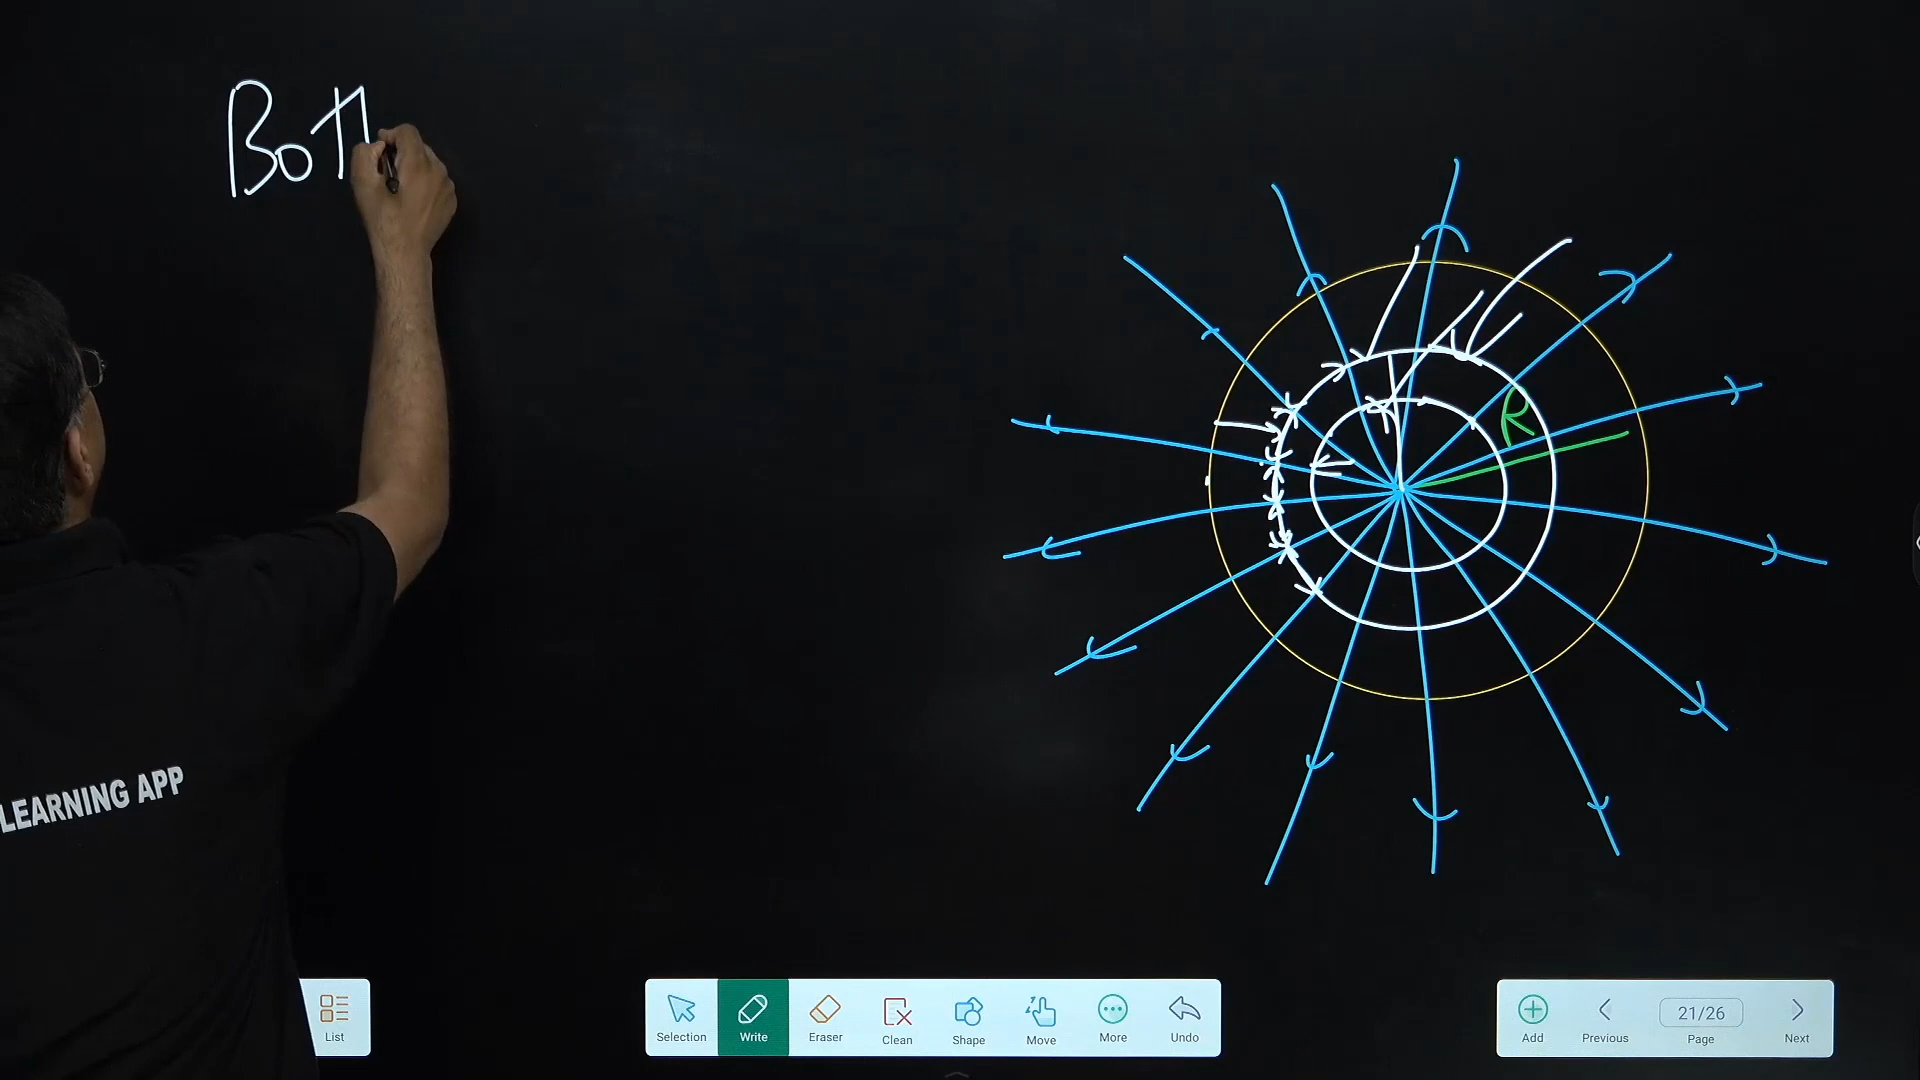 Both
R
LEARNING APP
List
Selection
Write
Eraser
Clean
Shape
Move
More
Undo
Add
Previous
21/26
Page
Next